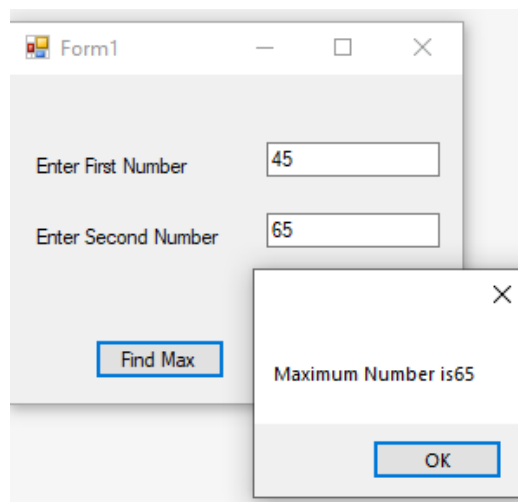 Form1
Enter First Number 45
Enter Second Number 65
Find Max
Maximum Number is65
OK